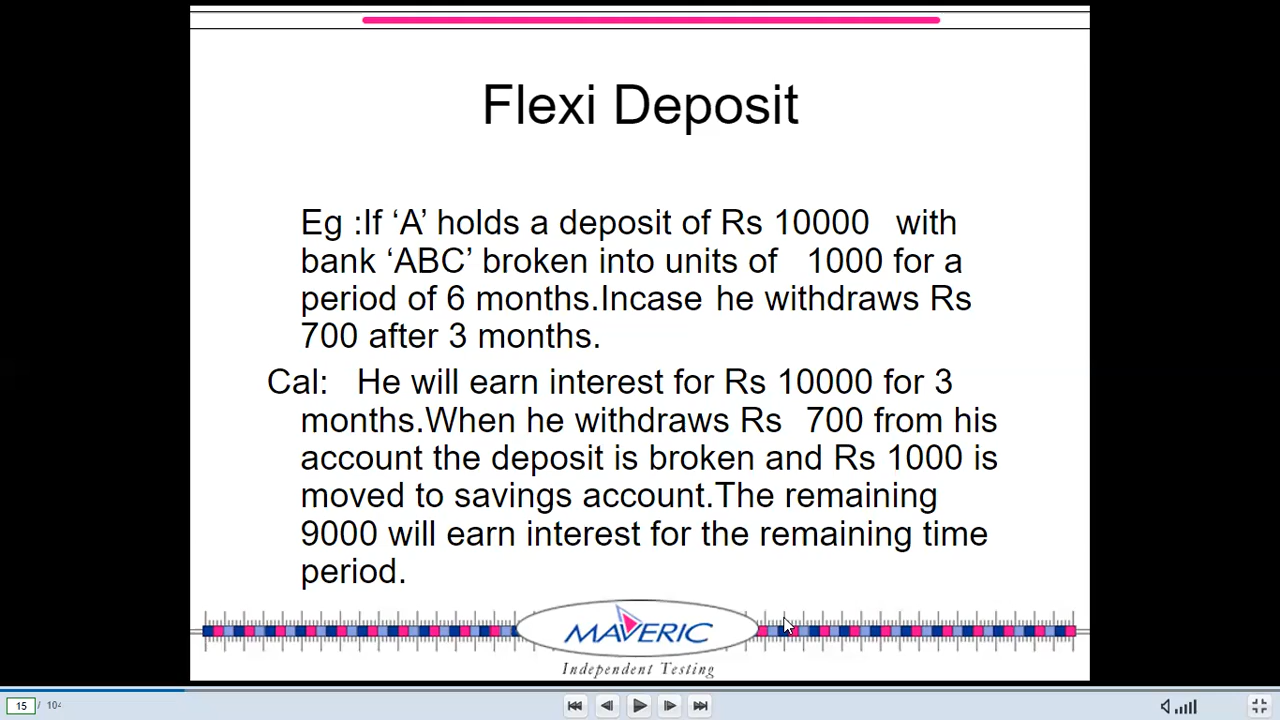 Flexi Deposit
Eg :If ‘A’ holds a deposit of Rs 10000 with
bank ‘ABC’ broken into units of 1000 for a
period of 6 months.Incase he withdraws Rs
700 after 3 months.
Cal: He will earn interest for Rs 10000 for 3
months.When he withdraws Rs 700 from his
account the deposit is broken and Rs 1000 is
moved to savings account.The remaining
9000 will earn interest for the remaining time
period.
MAVERIC
Independent Testing
15 / 104